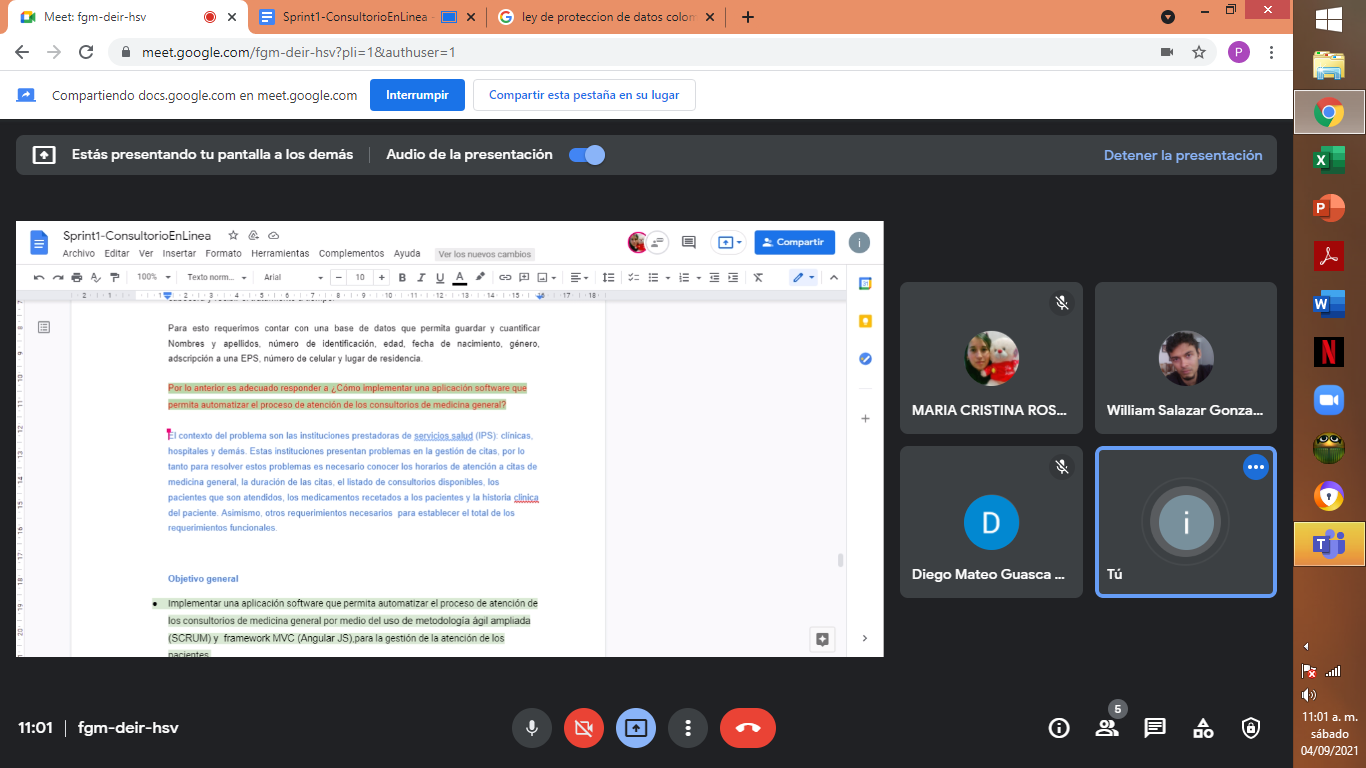 Meet: fgm-deir-hsv
Sprint1-ConsultorioEnLinea -
ley de proteccion de datos colom
meet.google.com/fgm-deir-hsv?pli=1&authuser=1
P
Compartiendo docs.google.com en meet.google.com
Interrumpir
Compartir esta pestaña en su lugar
Estás presentando tu pantalla a los demás
Audio de la presentación
Detener la presentación
Sprint1-ConsultorioEnLinea
Archivo Editar Ver Insertar Formato Herramientas Complementos Ayuda
Ver los nuevos cambios
Compartir
i
100% Texto norm... Arial 10
Para esto requerimos contar con una base de datos que permita guardar y cuantificar
Nombres y apellidos, número de identificación, edad, fecha de nacimiento, género,
adscripción a una EPS, número de celular y lugar de residencia.
Por lo anterior es adecuado responder a ¿Cómo implementar una aplicación software que
permita automatizar el proceso de atención de los consultorios de medicina general?
El contexto del problema son las instituciones prestadoras de servicios salud (IPS): clínicas,
hospitales y demás. Estas instituciones presentan problemas en la gestión de citas, por lo
tanto para resolver estos problemas es necesario conocer los horarios de atención a citas de
medicina general, la duración de las citas, el listado de consultorios disponibles, los
pacientes que son atendidos, los medicamentos recetados a los pacientes y la historia clinica
del paciente. Asimismo, otros requerimientos necesarios para establecer el total de los
requerimientos funcionales.
Objetivo general
● Implementar una aplicación software que permita automatizar el proceso de atención de
los consultorios de medicina general por medio del uso de metodología ágil ampliada
(SCRUM) y framework MVC (Angular JS),para la gestión de la atención de los
pacientes.
MARIA CRISTINA ROS...
William Salazar Gonza...
D
Diego Mateo Guasca ...
i
Tú
11:01 | fgm-deir-hsv
5
11:01 a. m.
sábado
04/09/2021